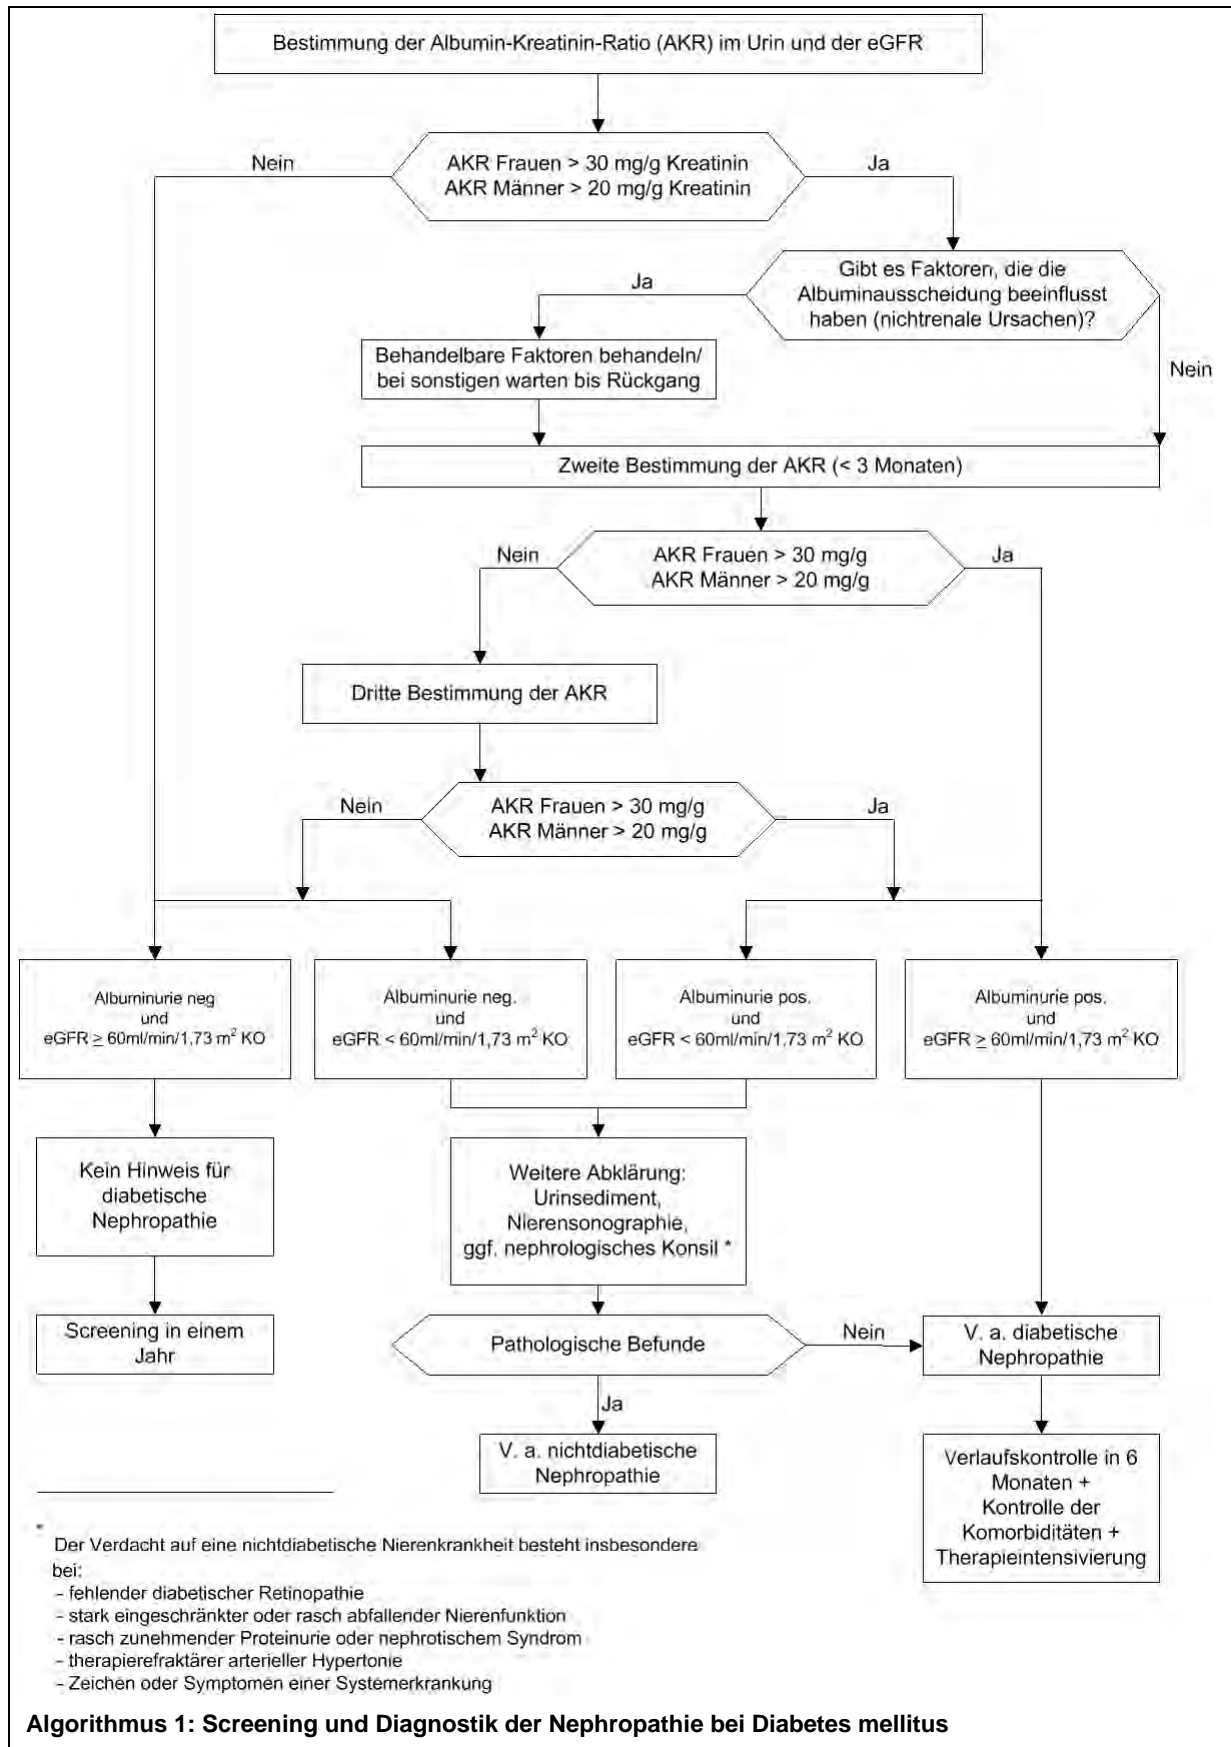 Bestimmung der Albumin-Kreatinin-Ratio (AKR) im Urin und der eGFR
Nein
AKR Frauen > 30 mg/g Kreatinin
AKR Männer > 20 mg/g Kreatinin
Ja
Gibt es Faktoren, die die
Albuminausscheidung beeinflusst
haben (nichtrenale Ursachen)?
Ja
Nein
Behandelbare Faktoren behandeln/
bei sonstigen warten bis Rückgang
Zweite Bestimmung der AKR (< 3 Monaten)
Nein
AKR Frauen > 30 mg/g
AKR Männer > 20 mg/g
Ja
Dritte Bestimmung der AKR
Nein
AKR Frauen > 30 mg/g
AKR Männer > 20 mg/g
Ja
Albuminurie neg
und
eGFR ≥ 60ml/min/1,73 m² KO
Albuminurie neg.
und
eGFR < 60ml/min/1,73 m² KO
Albuminurie pos.
und
eGFR < 60ml/min/1,73 m² KO
Albuminurie pos.
und
eGFR ≥ 60ml/min/1,73 m² KO
Kein Hinweis für
diabetische
Nephropathie
Weitere Abklärung:
Urinsediment,
Nierensonographie,
ggf. nephrologisches Konsil *
Screening in einem
Jahr
Pathologische Befunde
Nein
V. a. diabetische
Nephropathie
Ja
V. a. nichtdiabetische
Nephropathie
Verlaufskontrolle in 6
Monaten +
Kontrolle der
Komorbiditäten +
Therapieintensivierung
*
Der Verdacht auf eine nichtdiabetische Nierenkrankheit besteht insbesondere
bei:
- fehlender diabetischer Retinopathie
- stark eingeschränkter oder rasch abfallender Nierenfunktion
- rasch zunehmender Proteinurie oder nephrotischem Syndrom
- therapierefraktärer arterieller Hypertonie
- Zeichen oder Symptomen einer Systemerkrankung
Algorithmus 1: Screening und Diagnostik der Nephropathie bei Diabetes mellitus